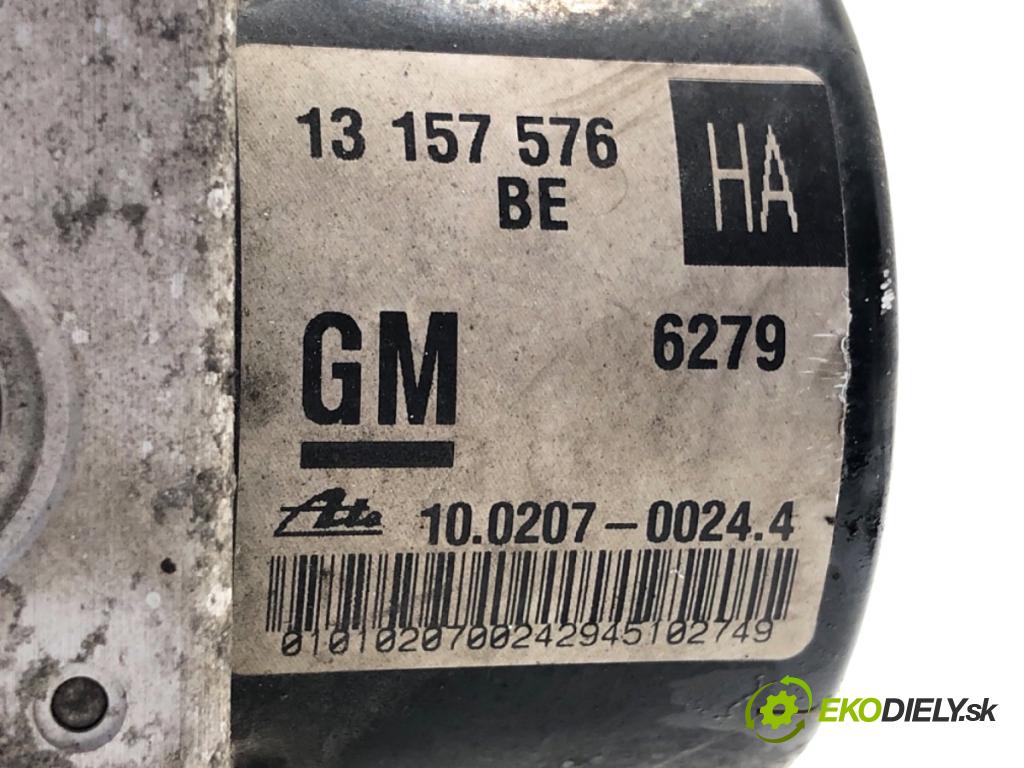 13 157 576 HA
BE
GM 6279
Ate 10.0207-0024.4
0101020700242945102749
EKODIELY.sk